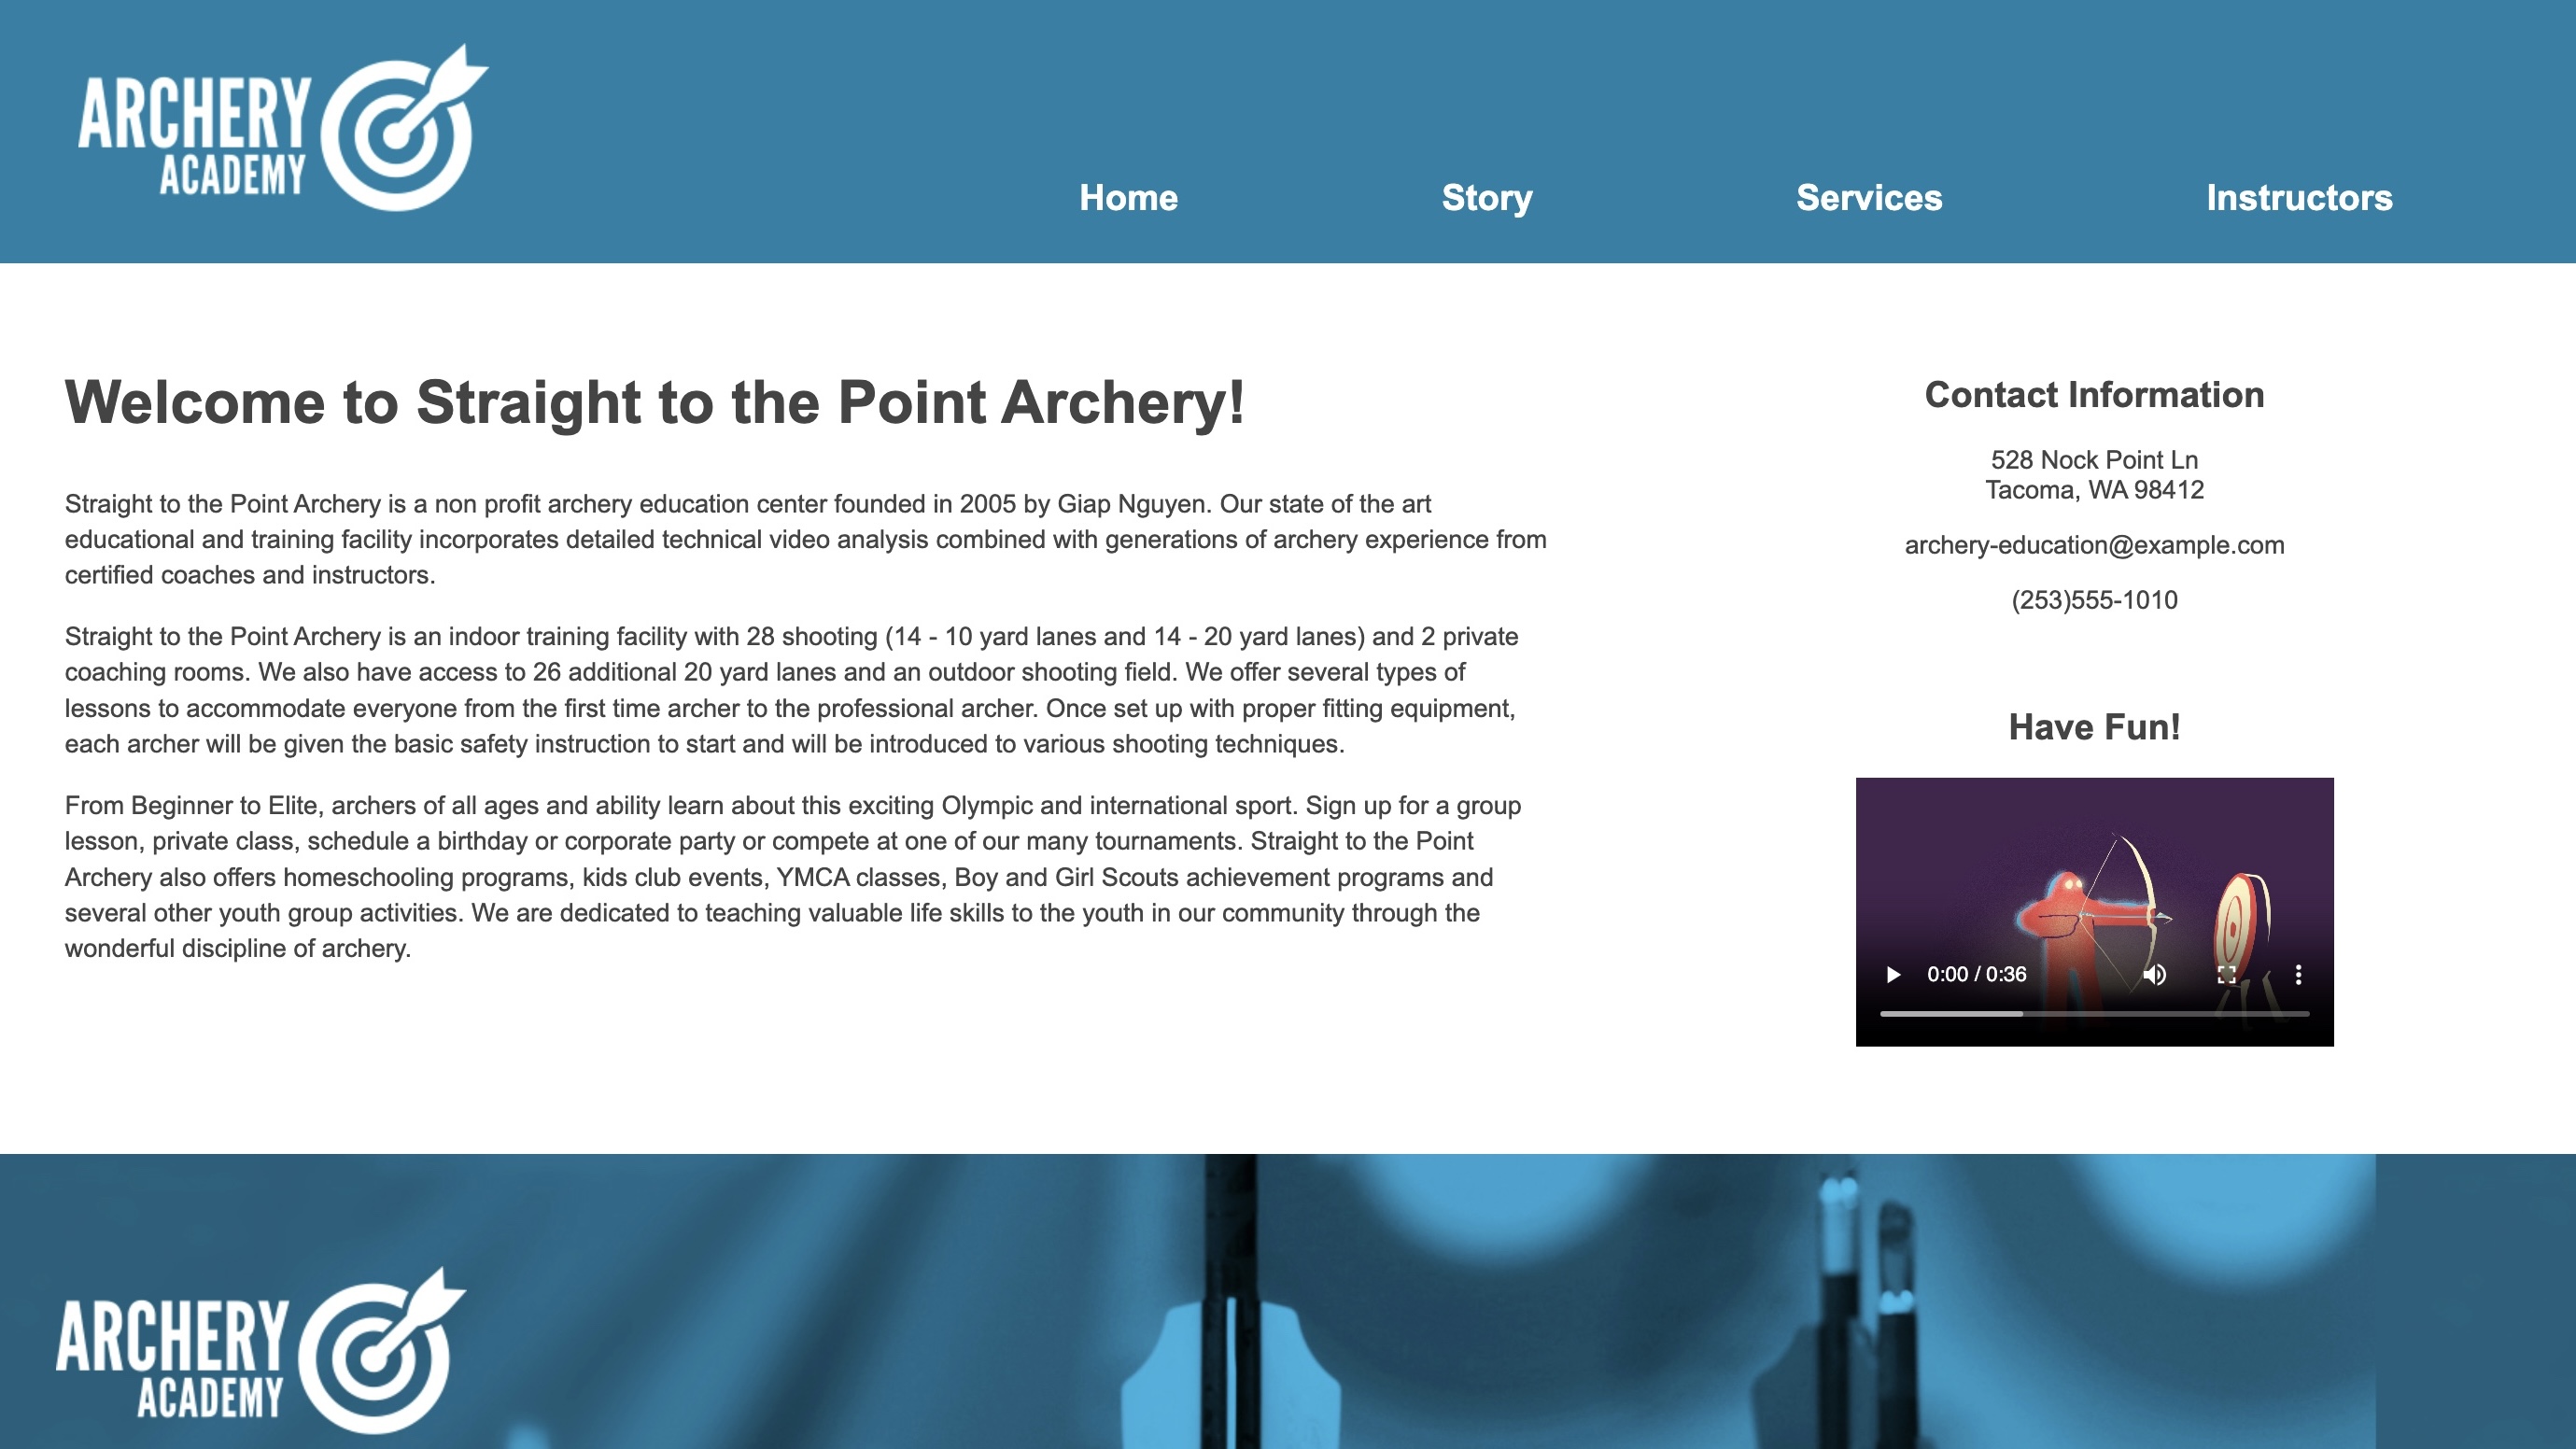 ARCHERY
ACADEMY
Home Story Services Instructors
Welcome to Straight to the Point Archery!
Straight to the Point Archery is a non profit archery education center founded in 2005 by Giap Nguyen. Our state of the art
educational and training facility incorporates detailed technical video analysis combined with generations of archery experience from
certified coaches and instructors.
Straight to the Point Archery is an indoor training facility with 28 shooting (14 - 10 yard lanes and 14 - 20 yard lanes) and 2 private
coaching rooms. We also have access to 26 additional 20 yard lanes and an outdoor shooting field. We offer several types of
lessons to accommodate everyone from the first time archer to the professional archer. Once set up with proper fitting equipment,
each archer will be given the basic safety instruction to start and will be introduced to various shooting techniques.
From Beginner to Elite, archers of all ages and ability learn about this exciting Olympic and international sport. Sign up for a group
lesson, private class, schedule a birthday or corporate party or compete at one of our many tournaments. Straight to the Point
Archery also offers homeschooling programs, kids club events, YMCA classes, Boy and Girl Scouts achievement programs and
several other youth group activities. We are dedicated to teaching valuable life skills to the youth in our community through the
wonderful discipline of archery.
Contact Information
528 Nock Point Ln
Tacoma, WA 98412
archery-education@example.com
(253)555-1010
Have Fun!
0:00 / 0:36
ARCHERY
ACADEMY